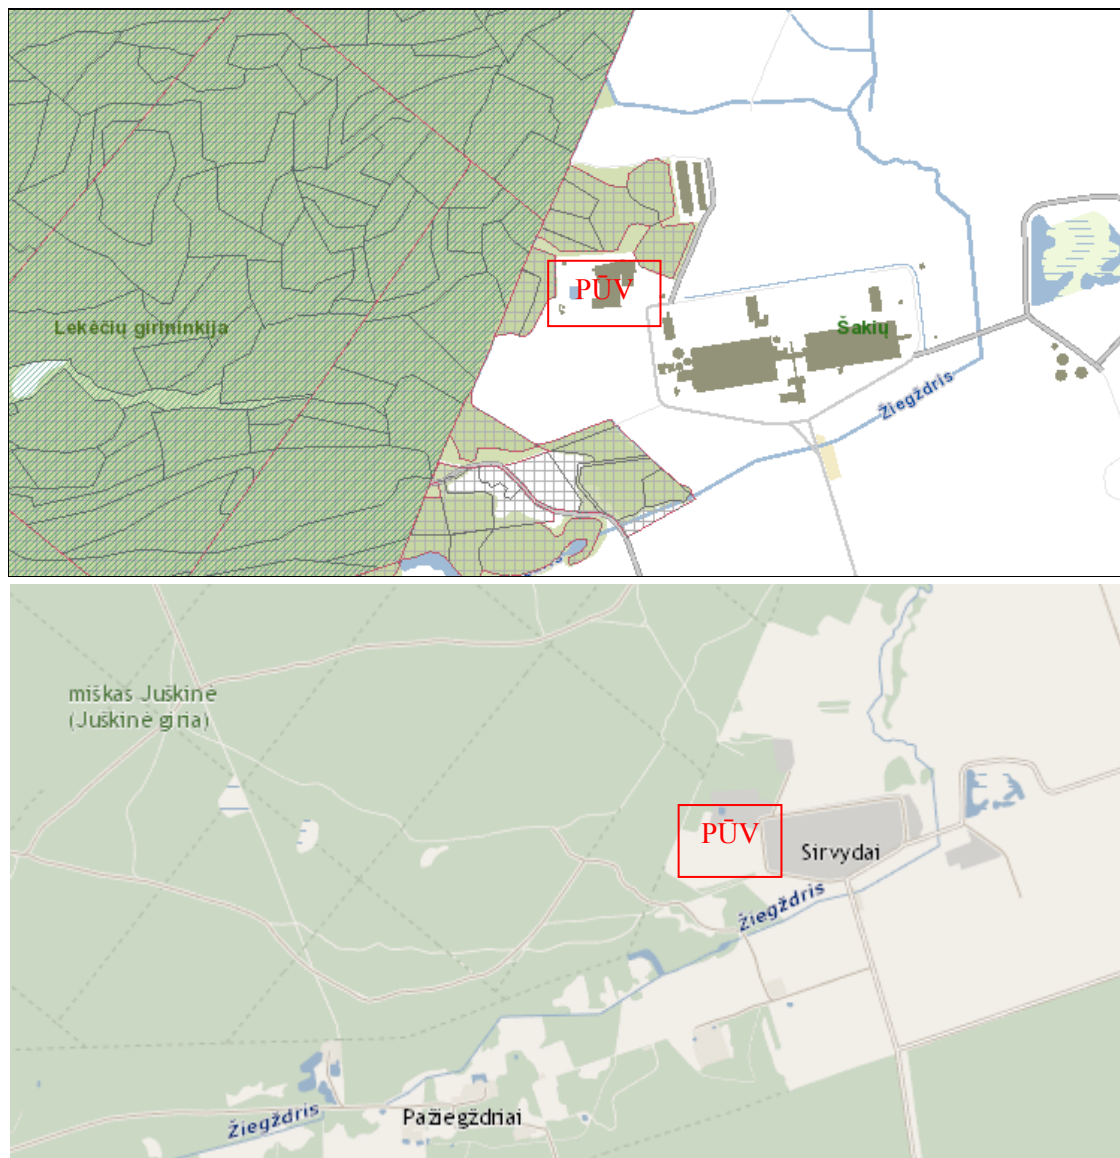 PŪV
Lekėčių girininkija
Šakių
Žiegždris
miškas Juškinė
(Juškinė giria)
PŪV
Sirvydai
Žiegždris
Pažiegždriai
Žiegždris